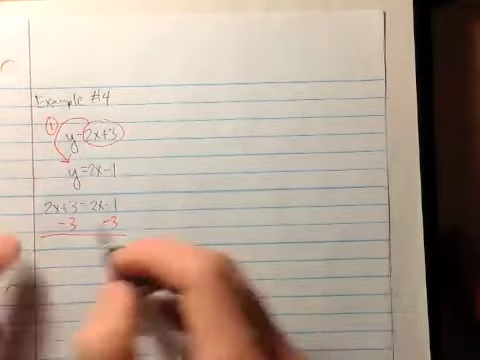 Example #4
① y=2x+3
y=2x-1
2x+3=2x-1
-3 -3